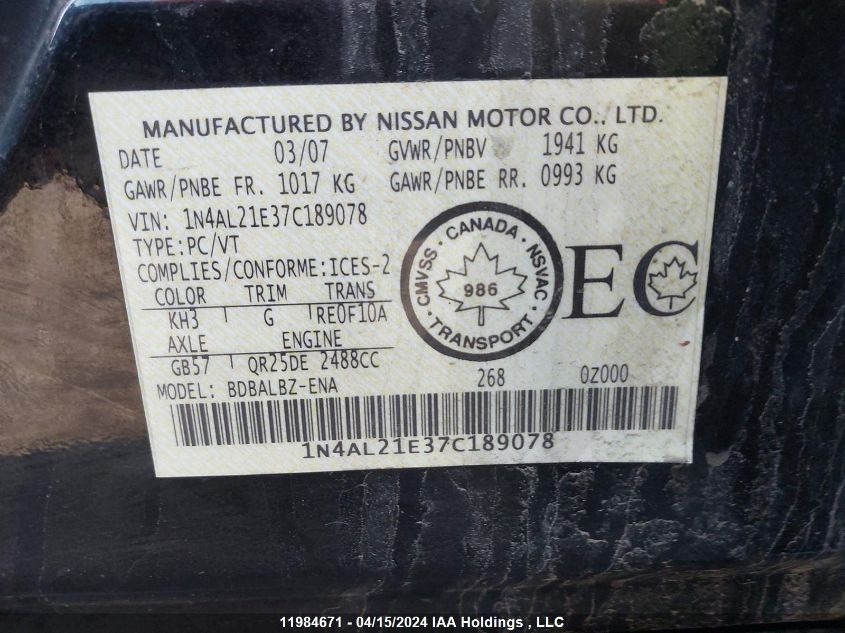 MANUFACTURED BY NISSAN MOTOR CO., LTD.
DATE 03/07 GVWR/PNBV 1941 KG
GAWR/PNBE FR. 1017 KG GAWR/PNBE RR. 0993 KG
VIN: 1N4AL21E37C189078
TYPE:PC/VT
COMPLIES/CONFORME:ICES-2
COLOR TRIM TRANS
KH3 G RE0F10A
AXLE ENGINE
GB57 QR25DE 2488CC
MODEL: BDBALBZ-ENA 268 0Z000
CANADA · NSVAC · TRANSPORT · CMVSS ·
986
EC
1N4AL21E37C189078
11984671 - 04/15/2024 IAA Holdings , LLC